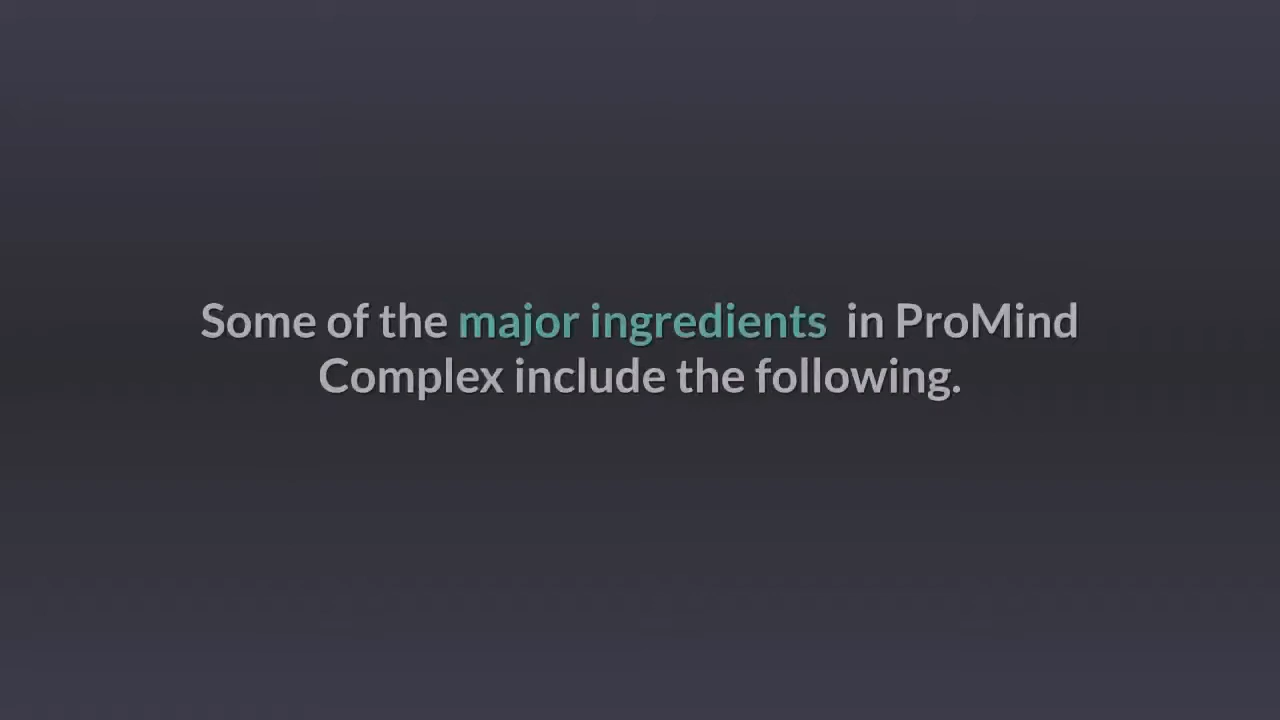 Some of the major ingredients in ProMind
Complex include the following.